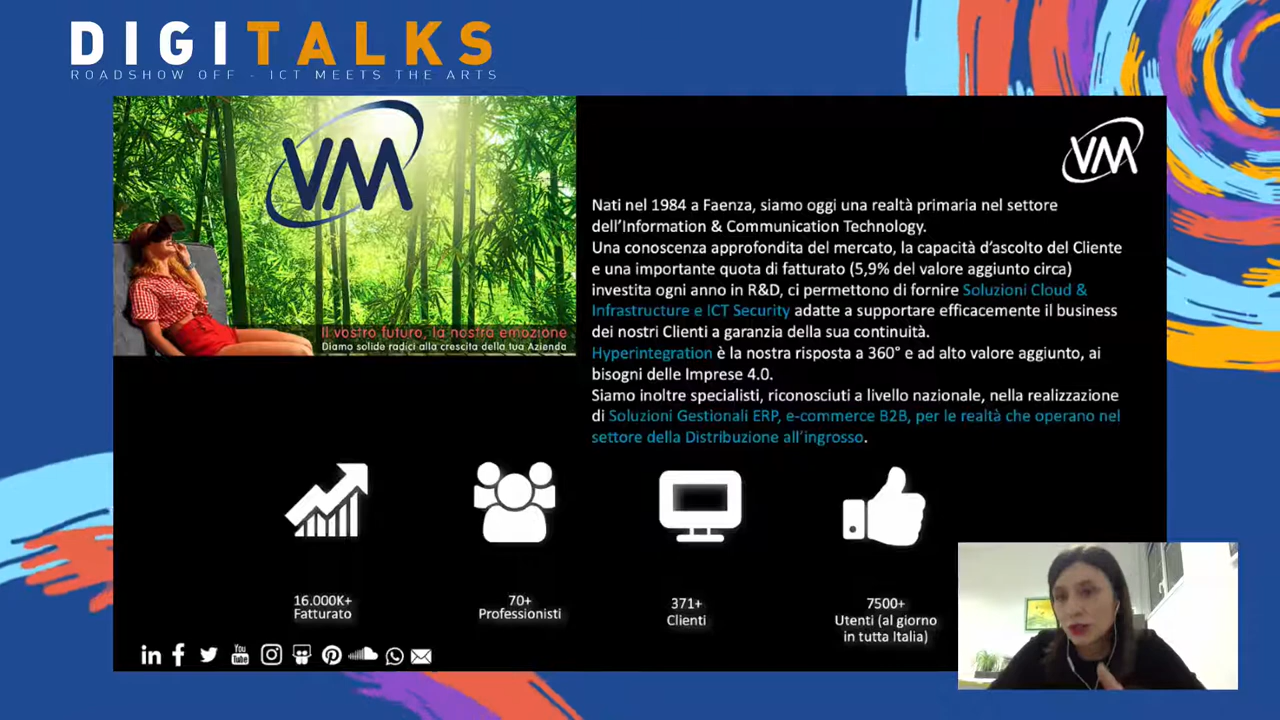 DIGITALKS
ROADSHOW OFF - ICT MEETS THE ARTS
VM
Il vostro futuro, la nostra emozione
Diamo solide radici alla crescita della tua Azienda
VM
Nati nel 1984 a Faenza, siamo oggi una realtà primaria nel settore
dell’Information & Communication Technology.
Una conoscenza approfondita del mercato, la capacità d’ascolto del Cliente
e una importante quota di fatturato (5,9% del valore aggiunto circa)
investita ogni anno in R&D, ci permettono di fornire Soluzioni Cloud &
Infrastructure e ICT Security adatte a supportare efficacemente il business
dei nostri Clienti a garanzia della sua continuità.
Hyperintegration è la nostra risposta a 360° e ad alto valore aggiunto, ai
bisogni delle Imprese 4.0.
Siamo inoltre specialisti, riconosciuti a livello nazionale, nella realizzazione
di Soluzioni Gestionali ERP, e-commerce B2B, per le realtà che operano nel
settore della Distribuzione all’ingrosso.
16.000K+
Fatturato
70+
Professionisti
371+
Clienti
7500+
Utenti (al giorno
in tutta Italia)
in
You
Tube